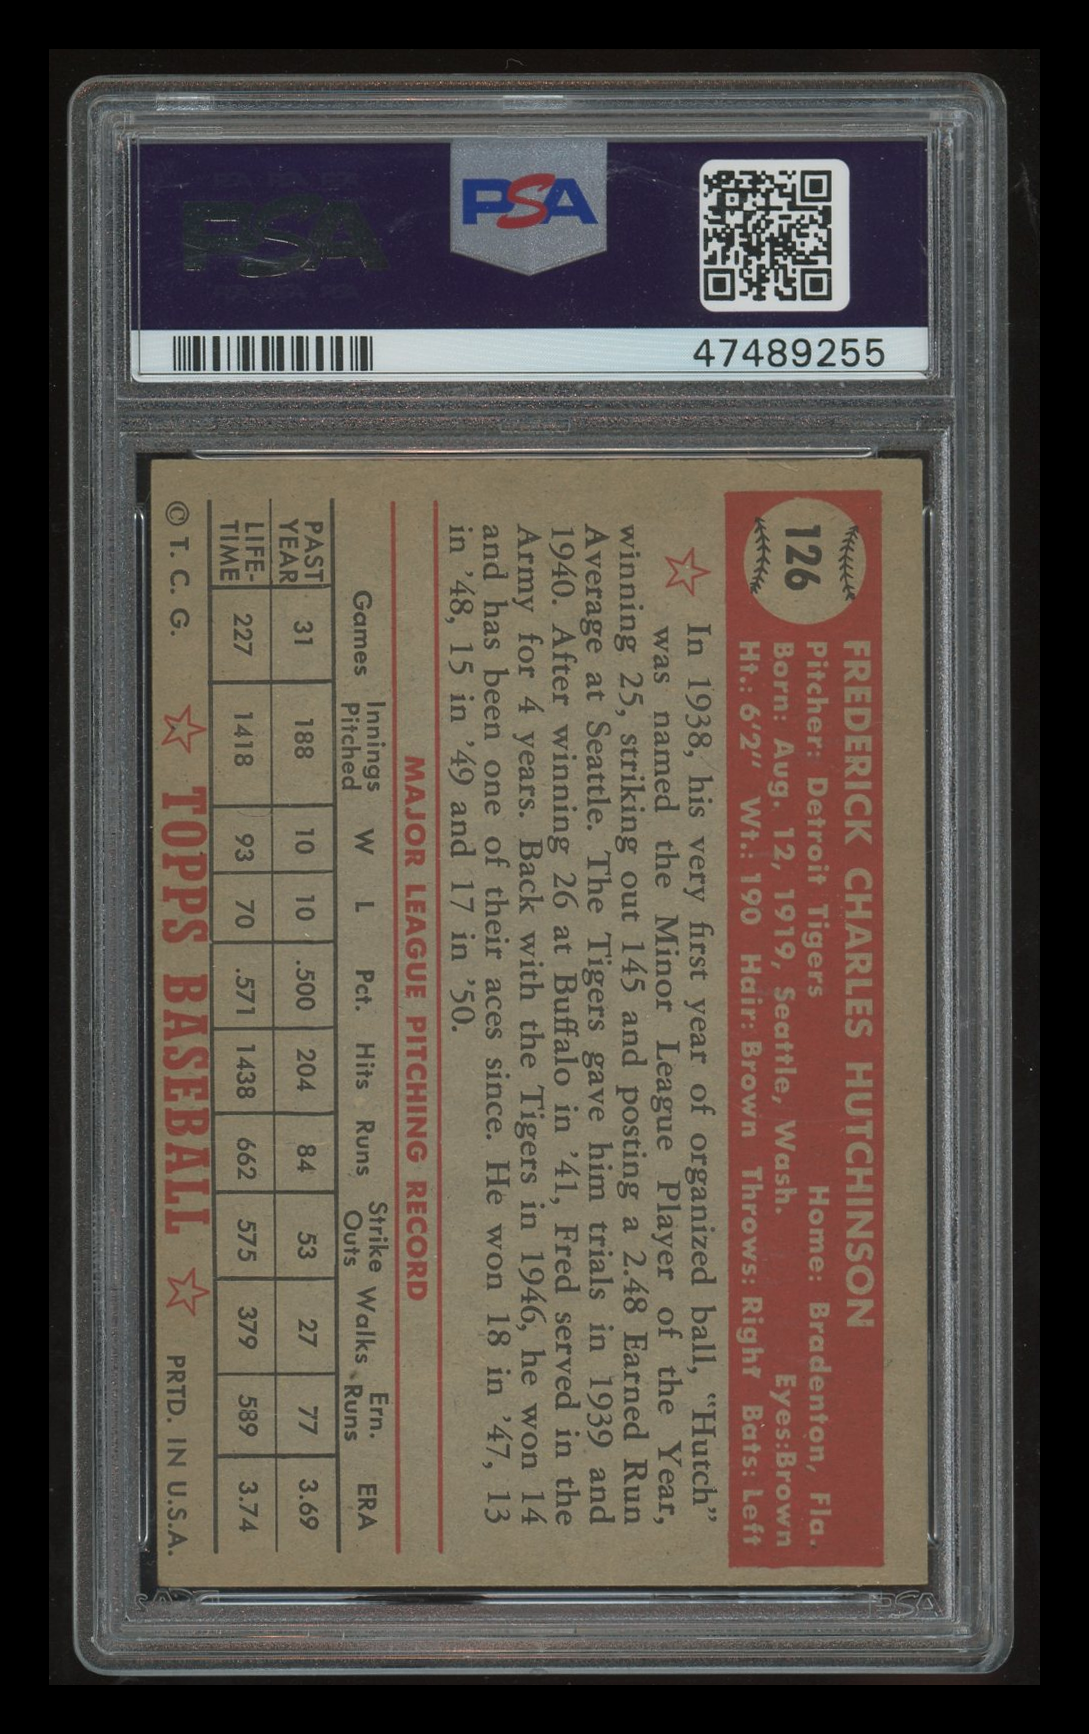 PSA
PSA
47489255
126
FREDERICK CHARLES HUTCHINSON
Pitcher: Detroit Tigers Home: Bradenton, Fla.
Born: Aug. 12, 1919, Seattle, Wash. Eyes:Brown
Ht.: 6'2" Wt.: 190 Hair: Brown Throws: Right Bats: Left
In 1938, his very first year of organized ball, "Hutch"
was named the Minor League Player of the Year,
winning 25, striking out 145 and posting a 2.48 Earned Run
Average at Seattle. The Tigers gave him trials in 1939 and
1940. After winning 26 at Buffalo in '41, Fred served in the
Army for 4 years. Back with the Tigers in 1946, he won 14
and has been one of their aces since. He won 18 in '47, 13
in '48, 15 in '49 and 17 in '50.
MAJOR LEAGUE PITCHING RECORD
Games Innings Pitched W L Pct. Hits Runs Strike Outs Walks Ern. Runs ERA
PAST YEAR 31 188 10 10 .500 204 84 53 27 77 3.69
LIFE-TIME 227 1418 93 70 .571 1438 662 575 379 589 3.74
© T. C. G. TOPPS BASEBALL PRTD. IN U.S.A.
PSA
PSA